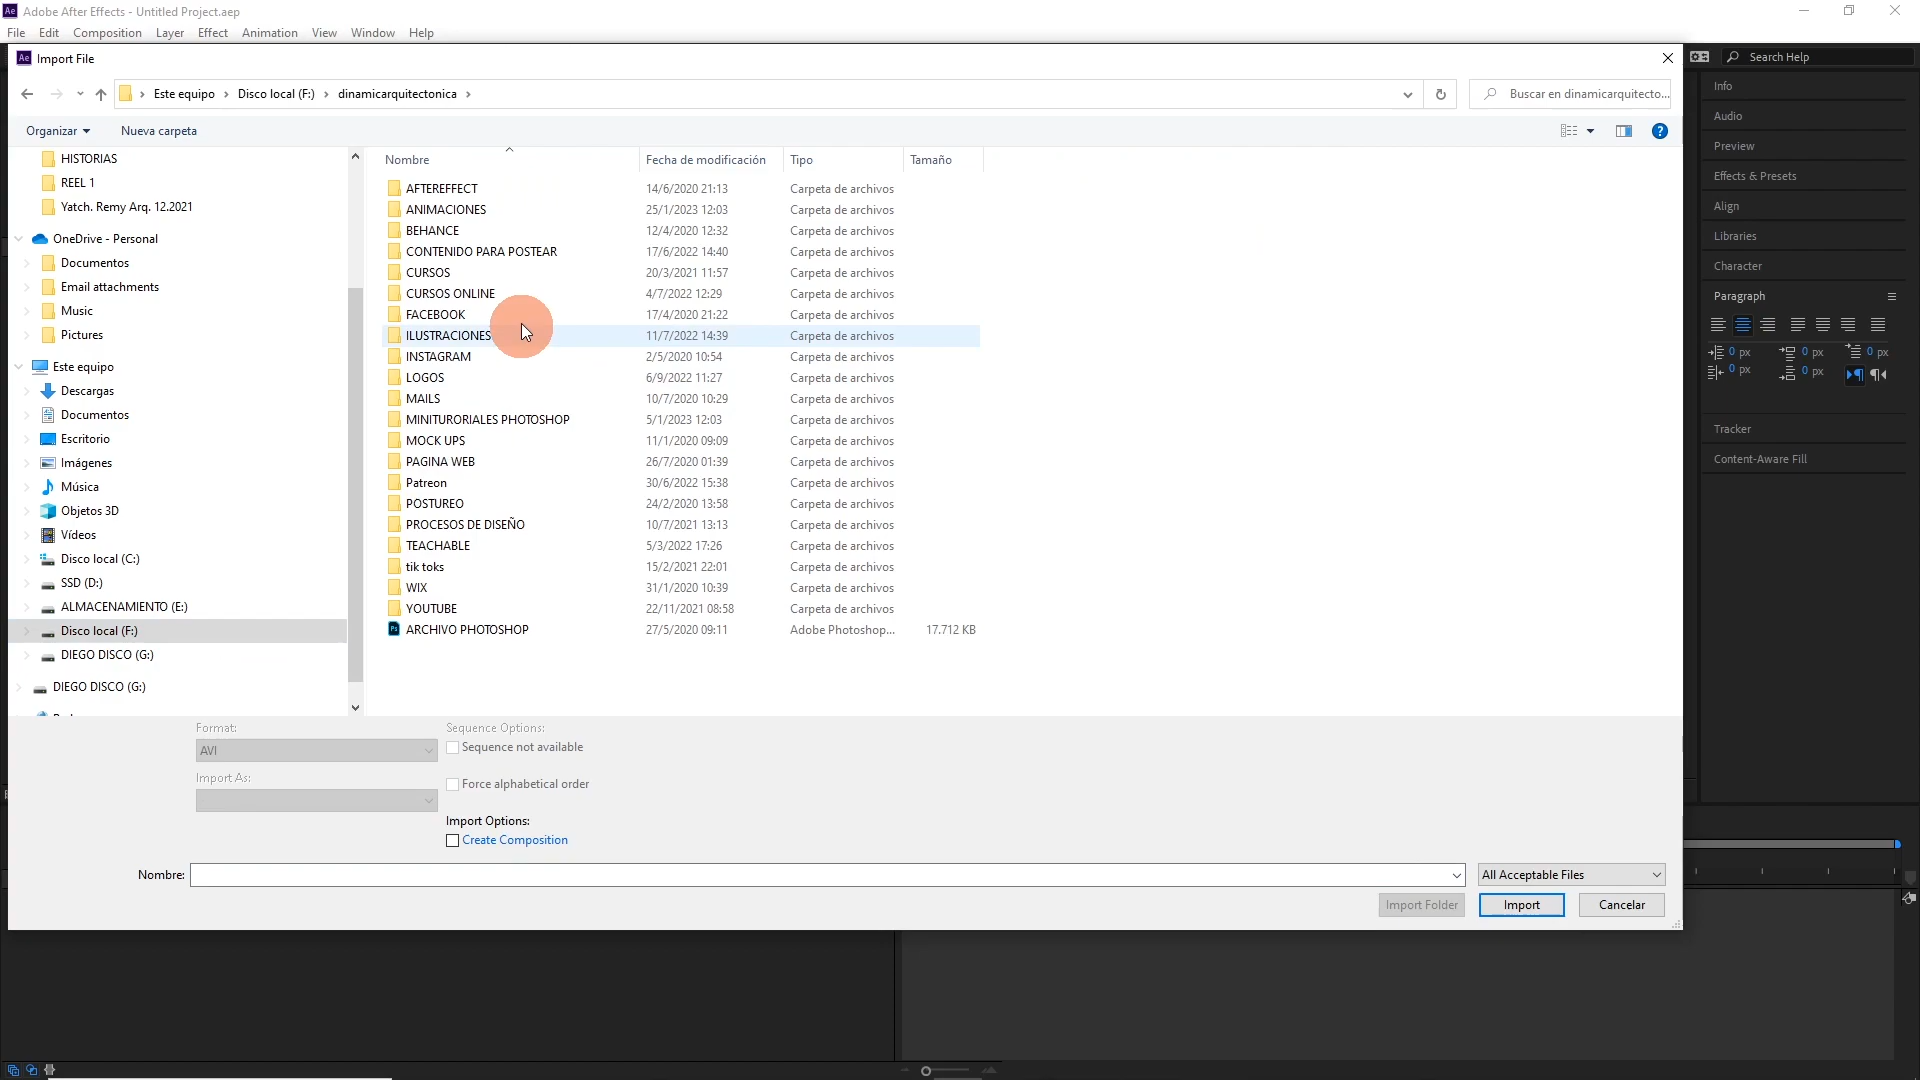 Adobe After Effects - Untitled Project.aep
File Edit Composition Layer Effect Animation View Window Help
Import File
Search Help
Este equipo Disco local (F:) dinamicarquitectonica
Buscar en dinamicarquitecto...
Organizar Nueva carpeta
HISTORIAS
REEL 1
Yatch. Remy Arq. 12.2021
OneDrive - Personal
Documentos
Email attachments
Music
Pictures
Este equipo
Descargas
Documentos
Escritorio
Imágenes
Música
Objetos 3D
Vídeos
Disco local (C:)
SSD (D:)
ALMACENAMIENTO (E:)
Disco local (F:)
DIEGO DISCO (G:)
DIEGO DISCO (G:)
Nombre Fecha de modificación Tipo Tamaño
AFTEREFFECT 14/6/2020 21:13 Carpeta de archivos
ANIMACIONES 25/1/2023 12:03 Carpeta de archivos
BEHANCE 12/4/2020 12:32 Carpeta de archivos
CONTENIDO PARA POSTEAR 17/6/2022 14:40 Carpeta de archivos
CURSOS 20/3/2021 11:57 Carpeta de archivos
CURSOS ONLINE 4/7/2022 12:29 Carpeta de archivos
FACEBOOK 17/4/2020 21:22 Carpeta de archivos
ILUSTRACIONES 11/7/2022 14:39 Carpeta de archivos
INSTAGRAM 2/5/2020 10:54 Carpeta de archivos
LOGOS 6/9/2022 11:27 Carpeta de archivos
MAILS 10/7/2020 10:29 Carpeta de archivos
MINITURORIALES PHOTOSHOP 5/1/2023 12:03 Carpeta de archivos
MOCK UPS 11/1/2020 09:09 Carpeta de archivos
PAGINA WEB 26/7/2020 01:39 Carpeta de archivos
Patreon 30/6/2022 15:38 Carpeta de archivos
POSTUREO 24/2/2020 13:58 Carpeta de archivos
PROCESOS DE DISEÑO 10/7/2021 13:13 Carpeta de archivos
TEACHABLE 5/3/2022 17:26 Carpeta de archivos
tik toks 15/2/2021 22:01 Carpeta de archivos
WIX 31/1/2020 10:39 Carpeta de archivos
YOUTUBE 22/11/2021 08:58 Carpeta de archivos
ARCHIVO PHOTOSHOP 27/5/2020 09:11 Adobe Photoshop... 17.712 KB
Format:
AVI
Import As:
Sequence Options:
Sequence not available
Force alphabetical order
Import Options:
Create Composition
Nombre:
All Acceptable Files
Import Folder Import Cancelar
Info
Audio
Preview
Effects & Presets
Align
Libraries
Character
Paragraph
0 px 0 px 0 px
0 px 0 px
Tracker
Content-Aware Fill